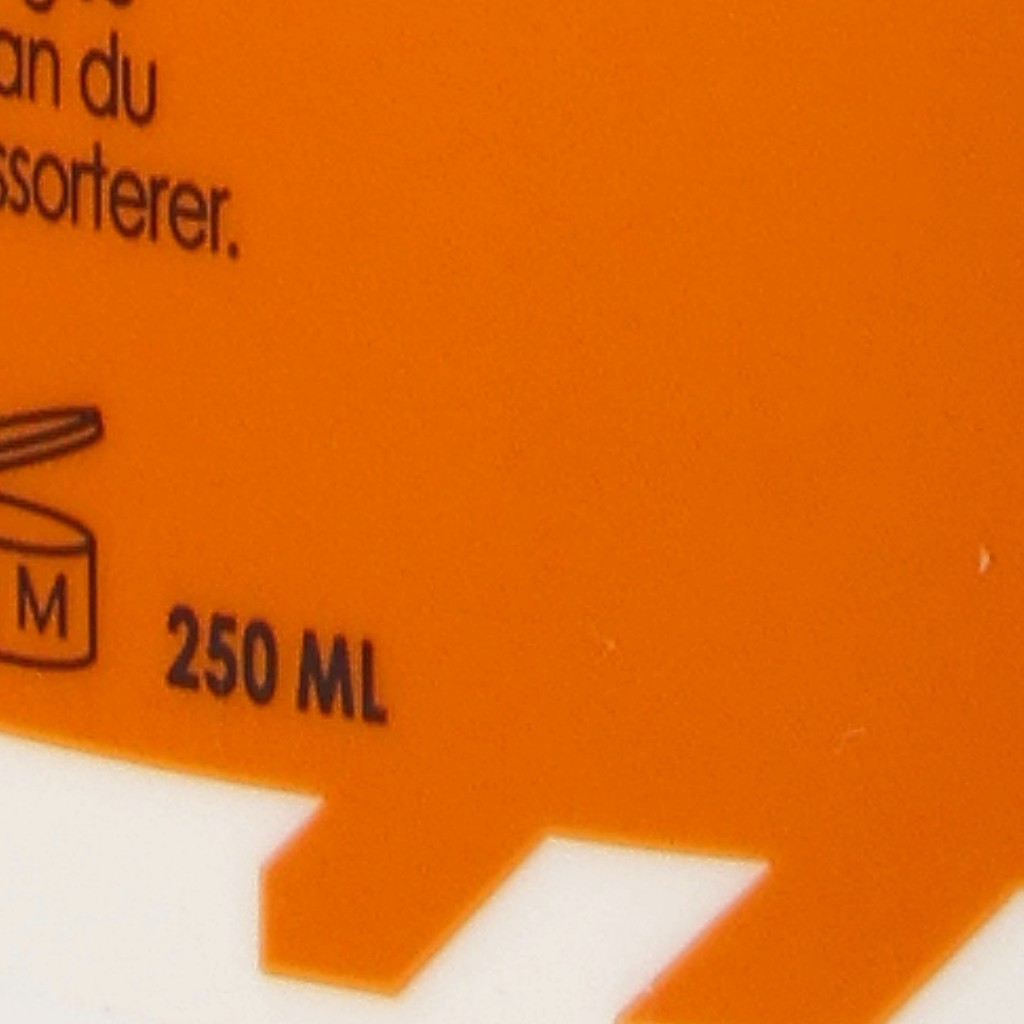 an du
ssorterer.
M
250 ML